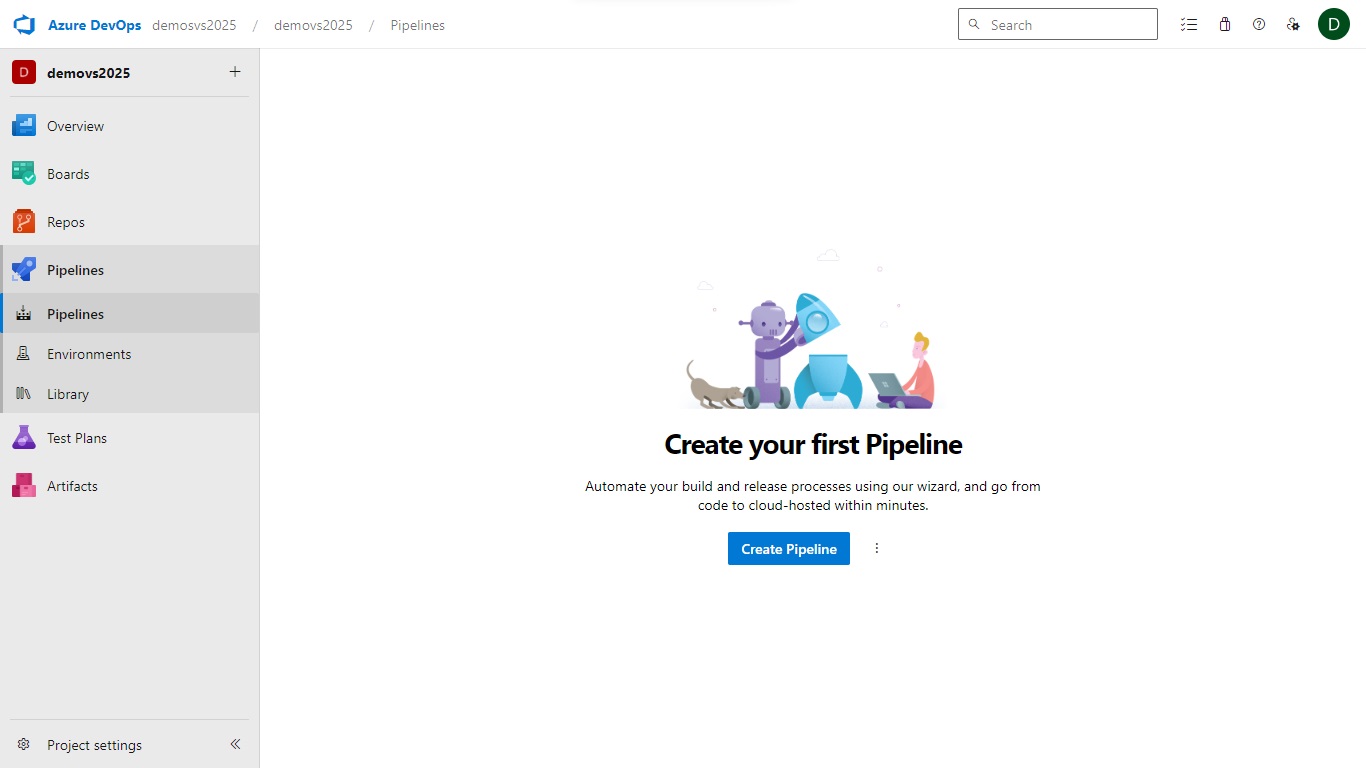 Azure DevOps demosvs2025 / demovs2025 / Pipelines Search D
D demovs2025
Overview
Boards
Repos
Pipelines
Pipelines
Environments
Library
Test Plans
Artifacts
Create your first Pipeline
Automate your build and release processes using our wizard, and go from
code to cloud-hosted within minutes.
Create Pipeline
Project settings